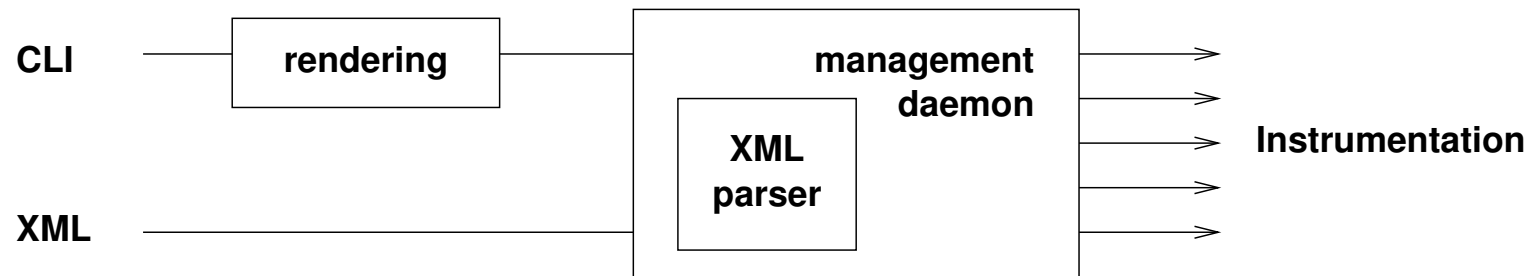 CLI
rendering
management
daemon
XML
parser
XML
Instrumentation